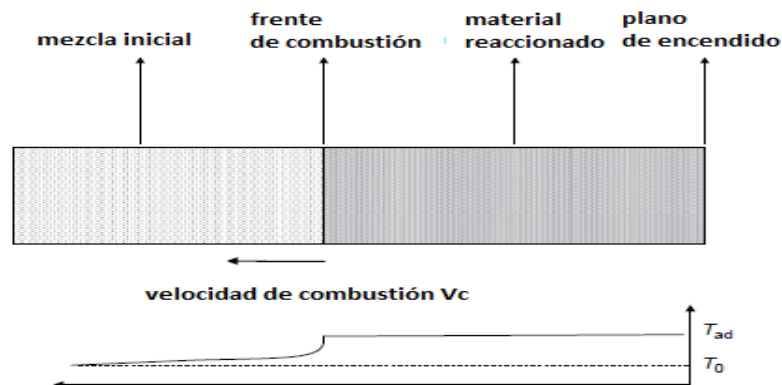 mezcla inicial
frente
de combustión
material
reaccionado
plano
de encendido
velocidad de combustión Vc
Tad
T0